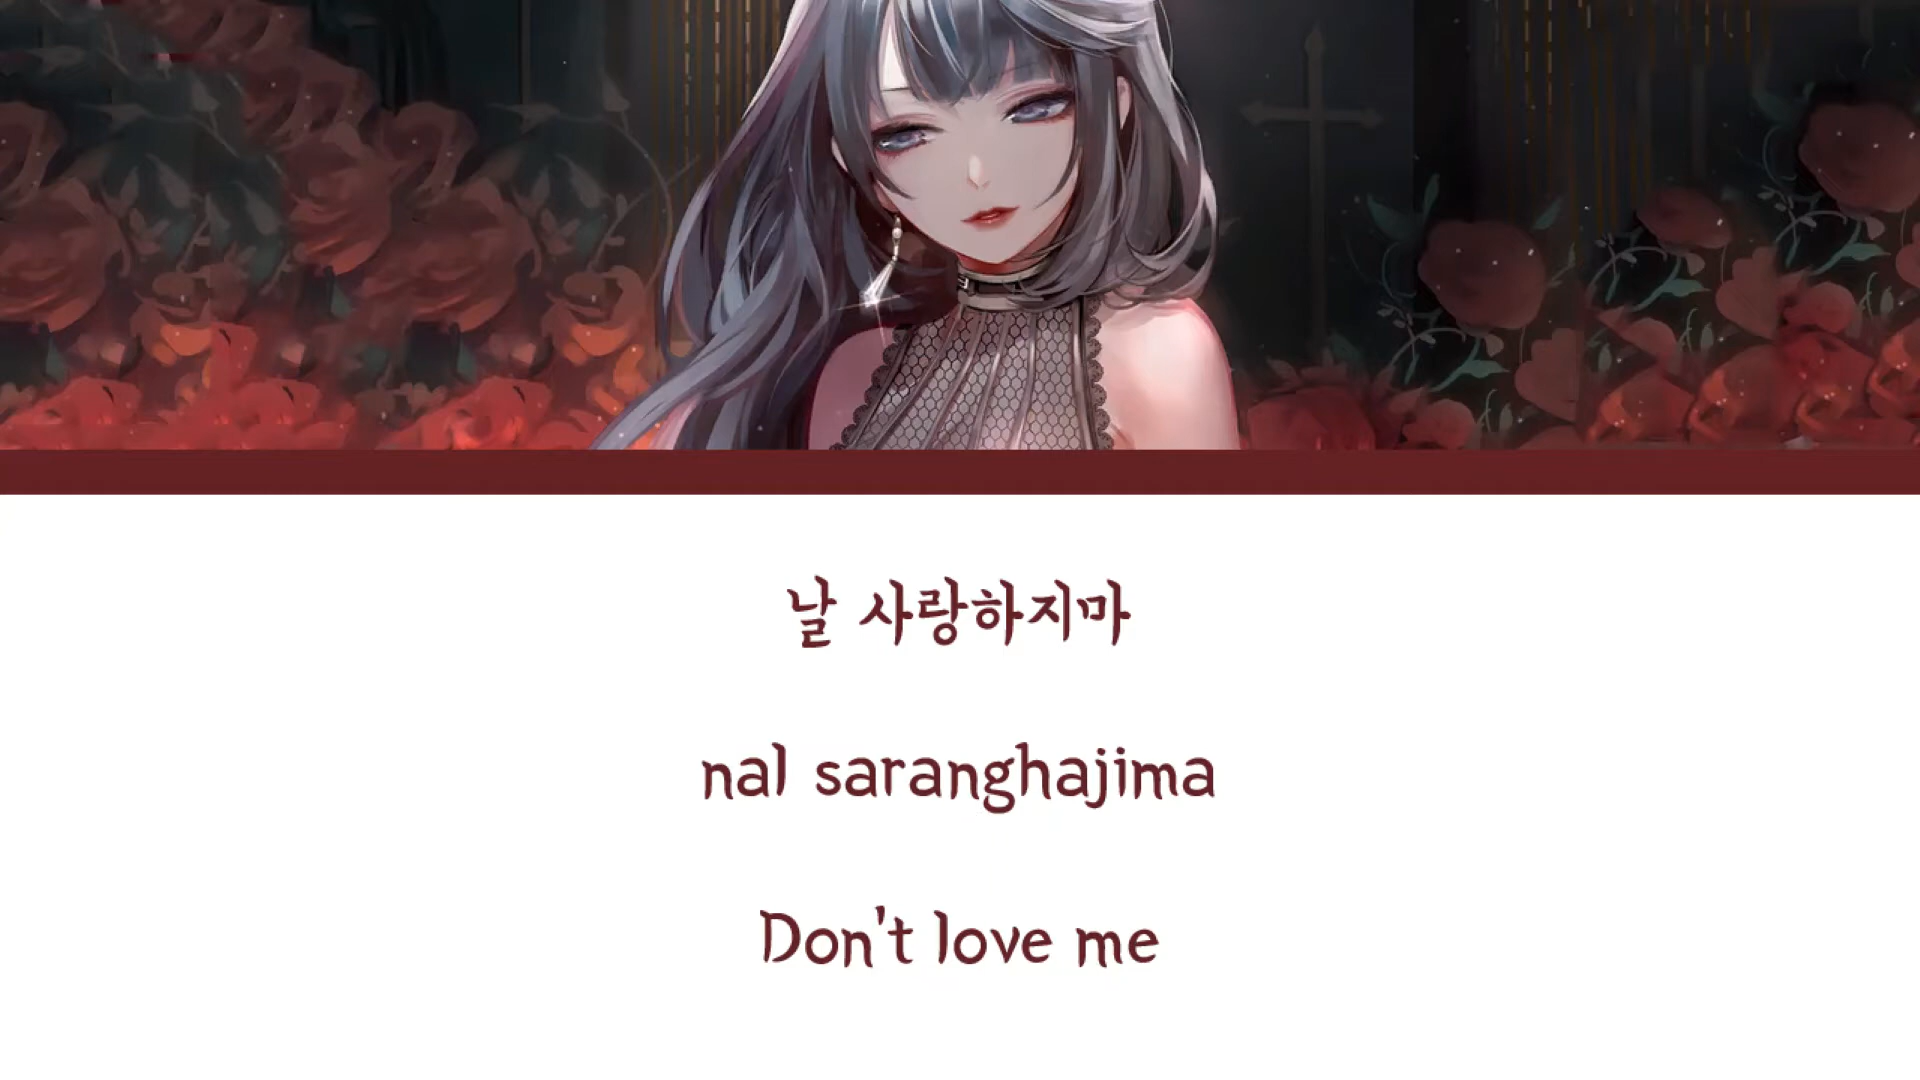 날 사랑하지마
nal saranghajima
Don't love me